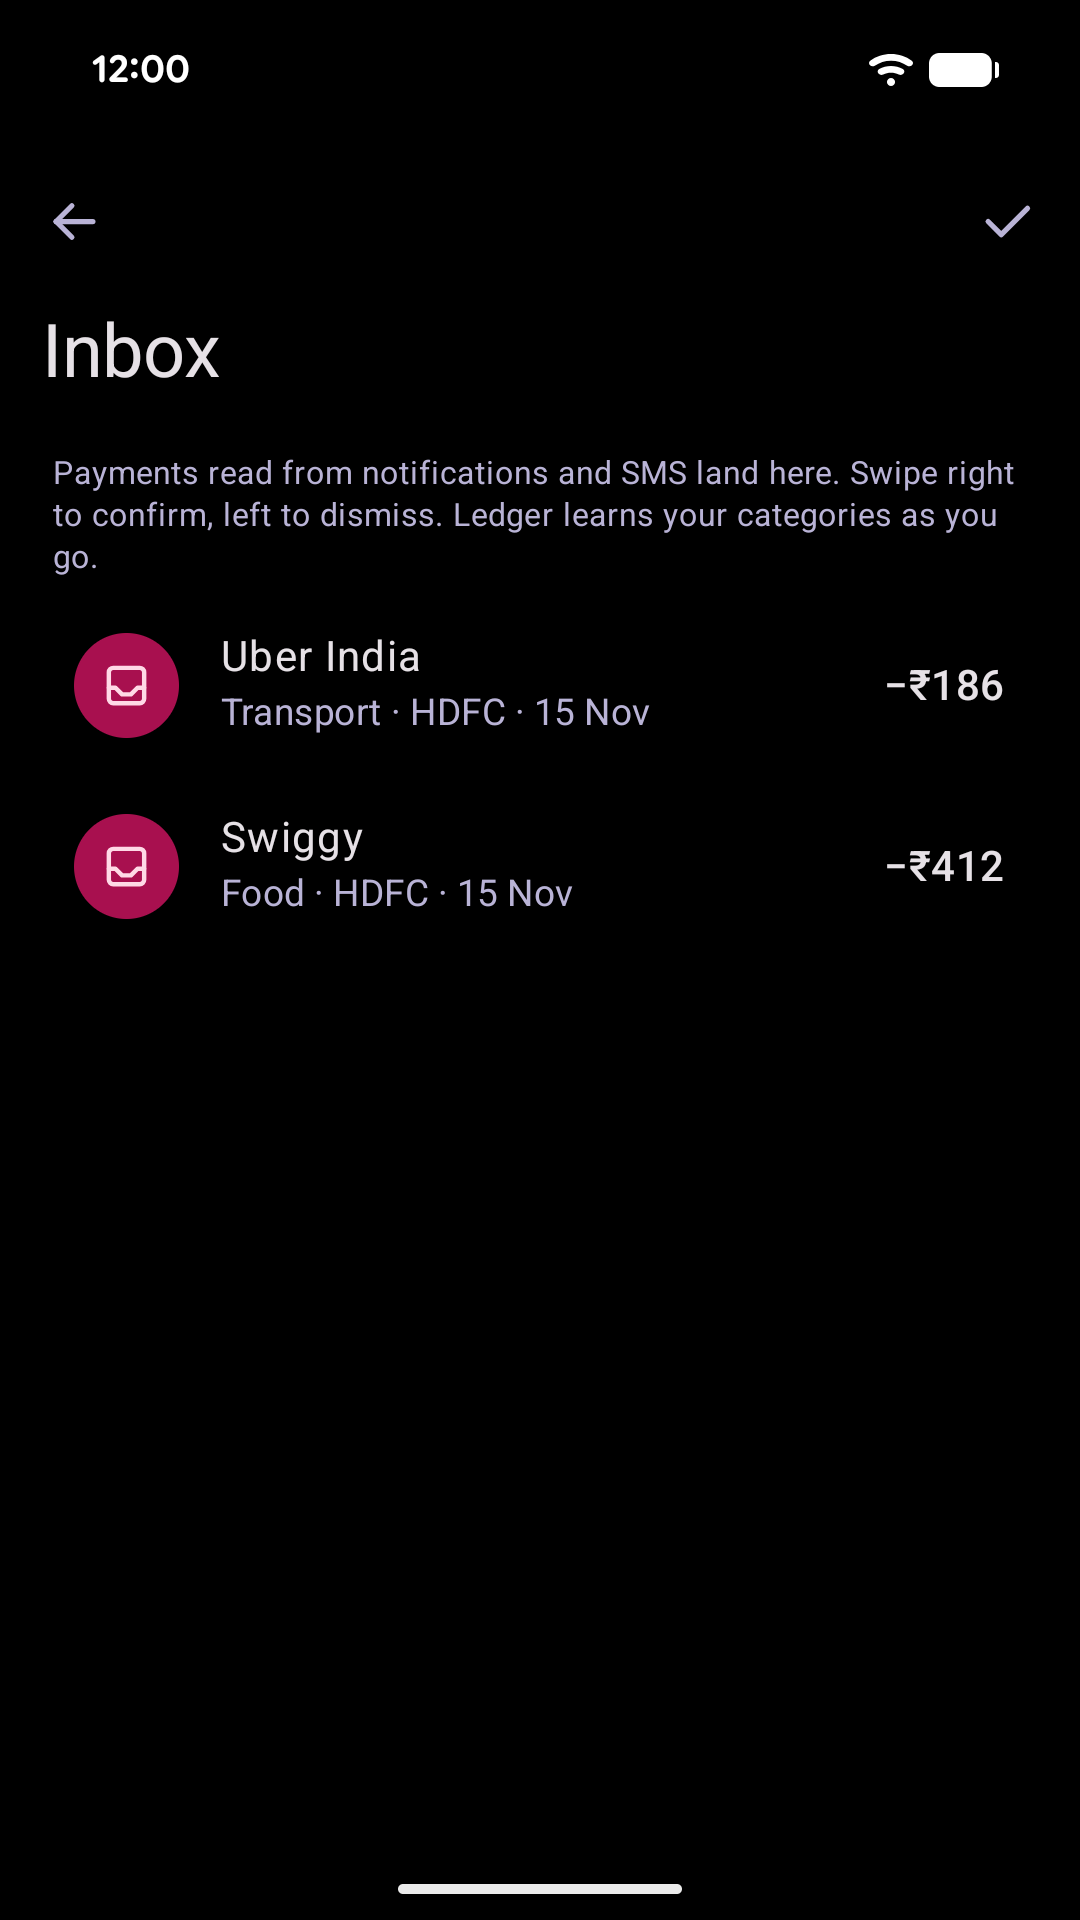 12:00
Inbox
Payments read from notifications and SMS land here. Swipe right
to confirm, left to dismiss. Ledger learns your categories as you
go.
Uber India
Transport · HDFC · 15 Nov
−₹186
Swiggy
Food · HDFC · 15 Nov
−₹412